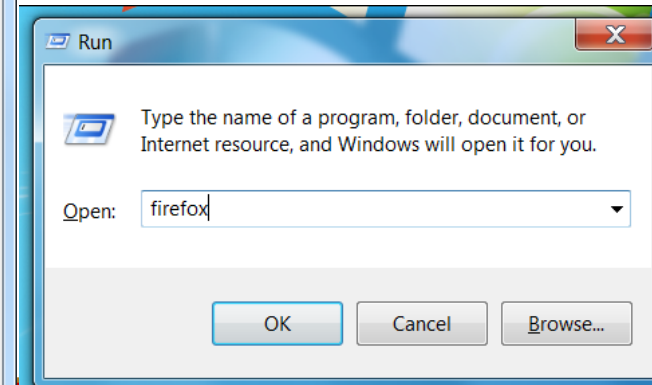 Run
Type the name of a program, folder, document, or
Internet resource, and Windows will open it for you.
Open: firefox
OK Cancel Browse...